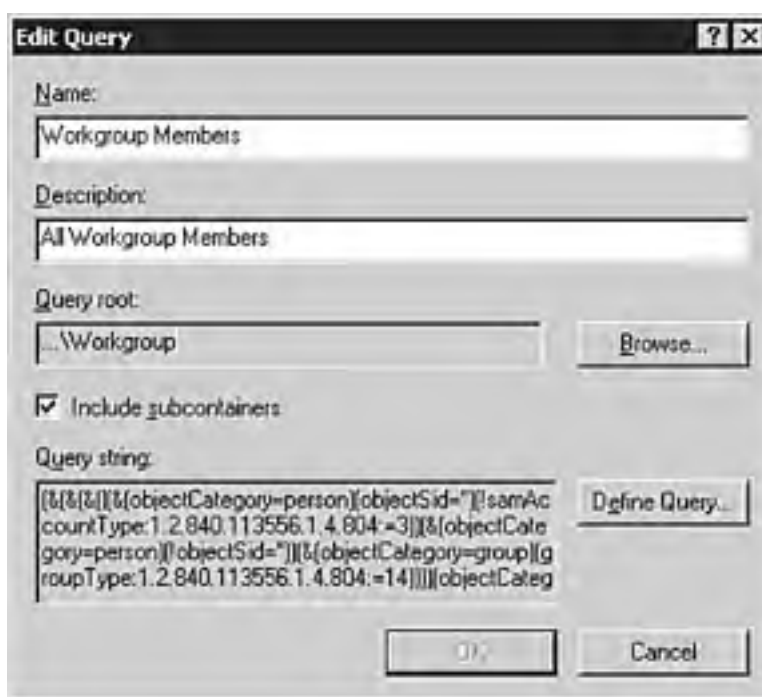 Edit Query
Name:
Workgroup Members
Description:
All Workgroup Members
Query root:
...\Workgroup
Browse...
Include subcontainers
Query string:
(&(&(&(|(&(objectCategory=person)(objectSid=*)(!samAc
countType:1.2.840.113556.1.4.804:=3))(&(objectCate
gory=person)(!objectSid=*))(&(objectCategory=group)(g
roupType:1.2.840.113556.1.4.804:=14))))(objectCateg
Define Query...
OK
Cancel